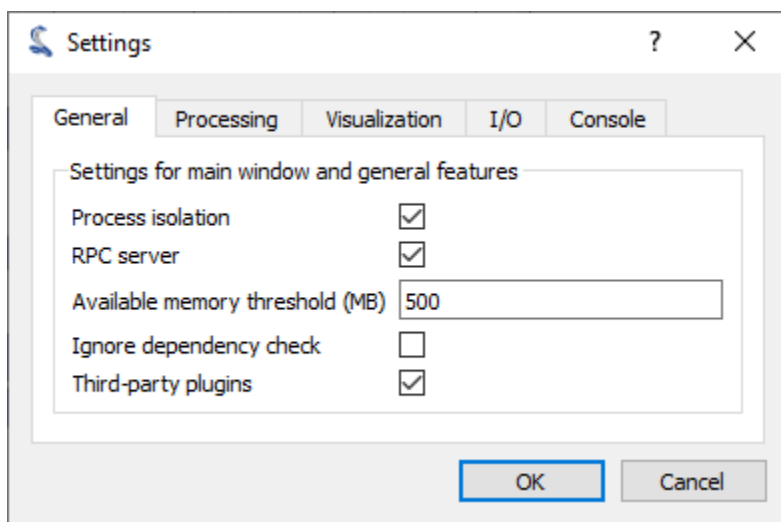 Settings
?
General Processing Visualization I/O Console
Settings for main window and general features
Process isolation
RPC server
Available memory threshold (MB) 500
Ignore dependency check
Third-party plugins
OK Cancel